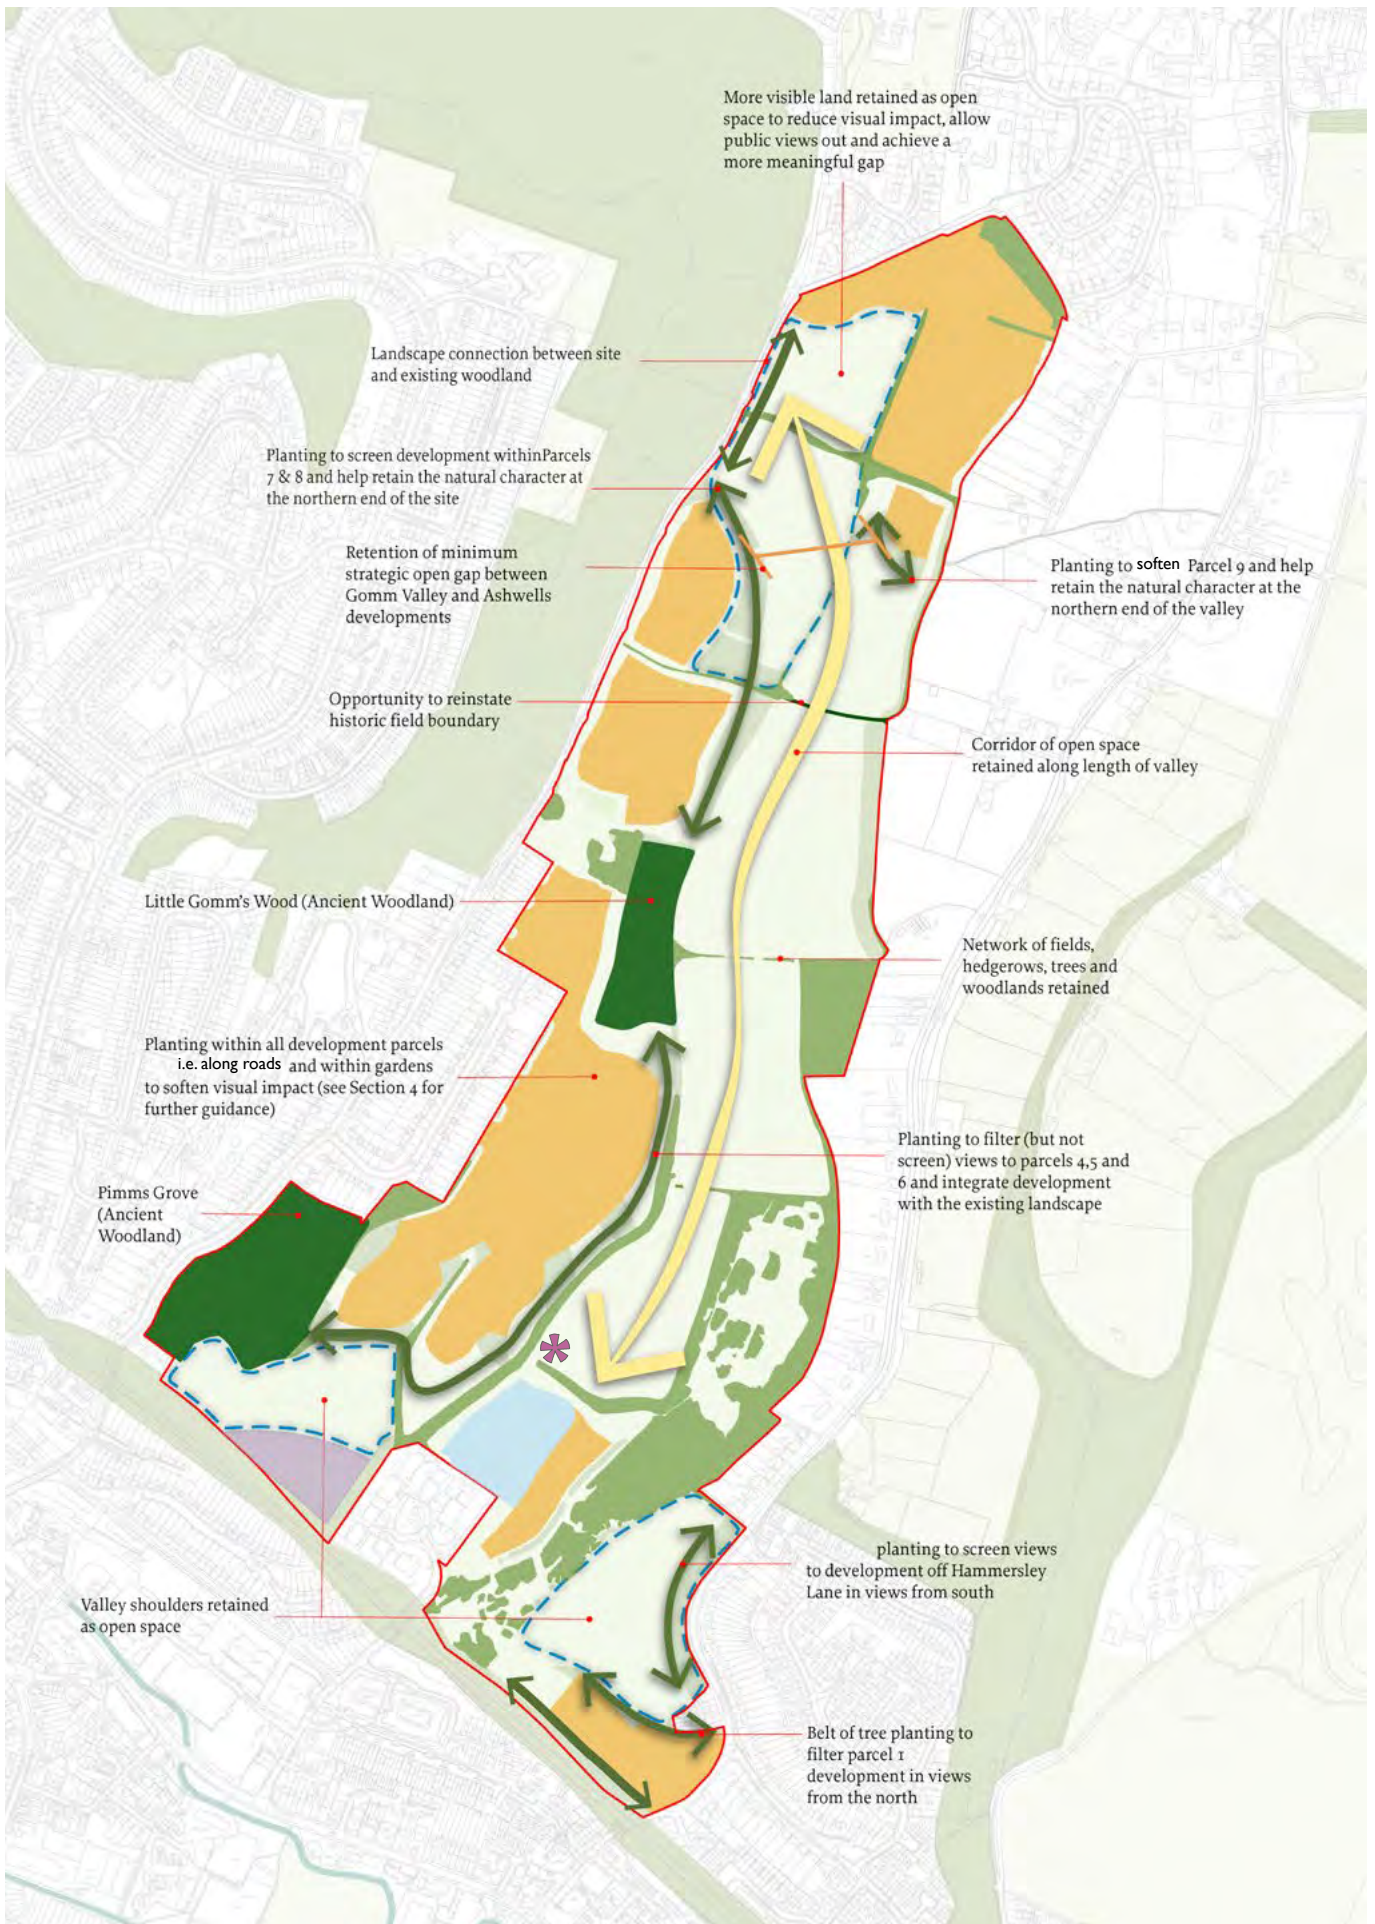 More visible land retained as open
space to reduce visual impact, allow
public views out and achieve a
more meaningful gap
Landscape connection between site
and existing woodland
Planting to screen development withinParcels
7 & 8 and help retain the natural character at
the northern end of the site
Retention of minimum
strategic open gap between
Gomm Valley and Ashwells
developments
Planting to soften Parcel 9 and help
retain the natural character at the
northern end of the valley
Opportunity to reinstate
historic field boundary
Corridor of open space
retained along length of valley
Little Gomm's Wood (Ancient Woodland)
Network of fields,
hedgerows, trees and
woodlands retained
Planting within all development parcels
i.e. along roads and within gardens
to soften visual impact (see Section 4 for
further guidance)
Planting to filter (but not
screen) views to parcels 4,5 and
6 and integrate development
with the existing landscape
Pimms Grove
(Ancient
Woodland)
planting to screen views
to development off Hammersley
Lane in views from south
Valley shoulders retained
as open space
Belt of tree planting to
filter parcel 1
development in views
from the north